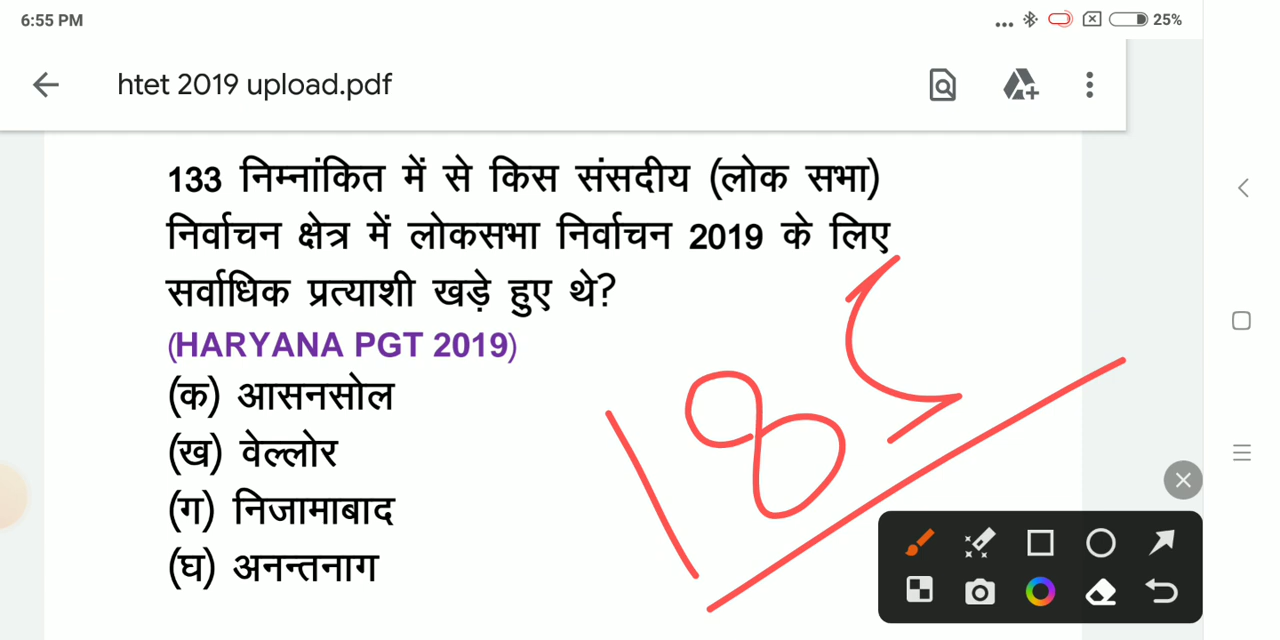 6:55 PM
25%
htet 2019 upload.pdf
133 निम्नांकित में से किस संसदीय (लोक सभा)
निर्वाचन क्षेत्र में लोकसभा निर्वाचन 2019 के लिए
सर्वाधिक प्रत्याशी खड़े हुए थे?
(HARYANA PGT 2019)
(क) आसनसोल
(ख) वेल्लोर
(ग) निजामाबाद
(घ) अनन्तनाग